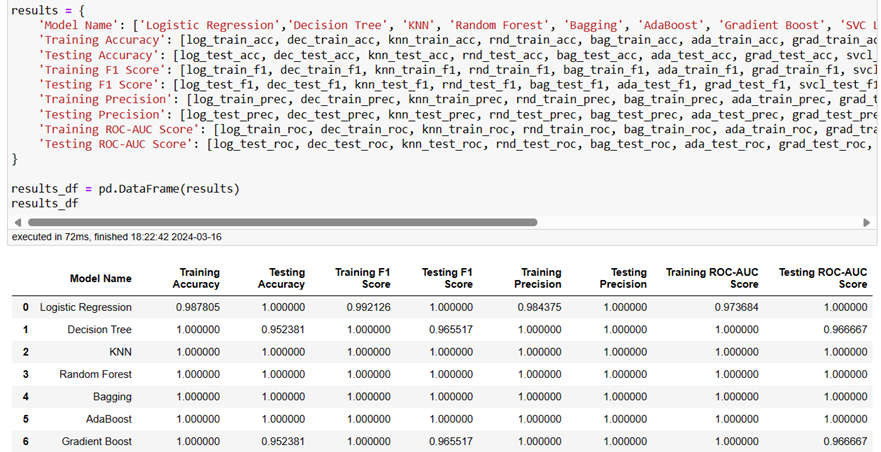 results = {
    'Model Name': ['Logistic Regression','Decision Tree', 'KNN', 'Random Forest', 'Bagging', 'AdaBoost', 'Gradient Boost', 'SVC L
    'Training Accuracy': [log_train_acc, dec_train_acc, knn_train_acc, rnd_train_acc, bag_train_acc, ada_train_acc, grad_train_ac
    'Testing Accuracy': [log_test_acc, dec_test_acc, knn_test_acc, rnd_test_acc, bag_test_acc, ada_test_acc, grad_test_acc, svcl_
    'Training F1 Score': [log_train_f1, dec_train_f1, knn_train_f1, rnd_train_f1, bag_train_f1, ada_train_f1, grad_train_f1, svc
    'Testing F1 Score': [log_test_f1, dec_test_f1, knn_test_f1, rnd_test_f1, bag_test_f1, ada_test_f1, grad_test_f1, svcl_test_f1
    'Training Precision': [log_train_prec, dec_train_prec, knn_train_prec, rnd_train_prec, bag_train_prec, ada_train_prec, grad_t
    'Testing Precision': [log_test_prec, dec_test_prec, knn_test_prec, rnd_test_prec, bag_test_prec, ada_test_prec, grad_test_pre
    'Training ROC-AUC Score': [log_train_roc, dec_train_roc, knn_train_roc, rnd_train_roc, bag_train_roc, ada_train_roc, grad_tra
    'Testing ROC-AUC Score': [log_test_roc, dec_test_roc, knn_test_roc, rnd_test_roc, bag_test_roc, ada_test_roc, grad_test_roc,
}
results_df = pd.DataFrame(results)
results_df
executed in 72ms, finished 18:22:42 2024-03-16
Model Name Training Accuracy Testing Accuracy Training F1 Score Testing F1 Score Training Precision Testing Precision Training ROC-AUC Score Testing ROC-AUC Score
0 Logistic Regression 0.987805 1.000000 0.992126 1.000000 0.984375 1.000000 0.973684 1.000000
1 Decision Tree 1.000000 0.952381 1.000000 0.965517 1.000000 1.000000 1.000000 0.966667
2 KNN 1.000000 1.000000 1.000000 1.000000 1.000000 1.000000 1.000000 1.000000
3 Random Forest 1.000000 1.000000 1.000000 1.000000 1.000000 1.000000 1.000000 1.000000
4 Bagging 1.000000 1.000000 1.000000 1.000000 1.000000 1.000000 1.000000 1.000000
5 AdaBoost 1.000000 1.000000 1.000000 1.000000 1.000000 1.000000 1.000000 1.000000
6 Gradient Boost 1.000000 0.952381 1.000000 0.965517 1.000000 1.000000 1.000000 0.966667